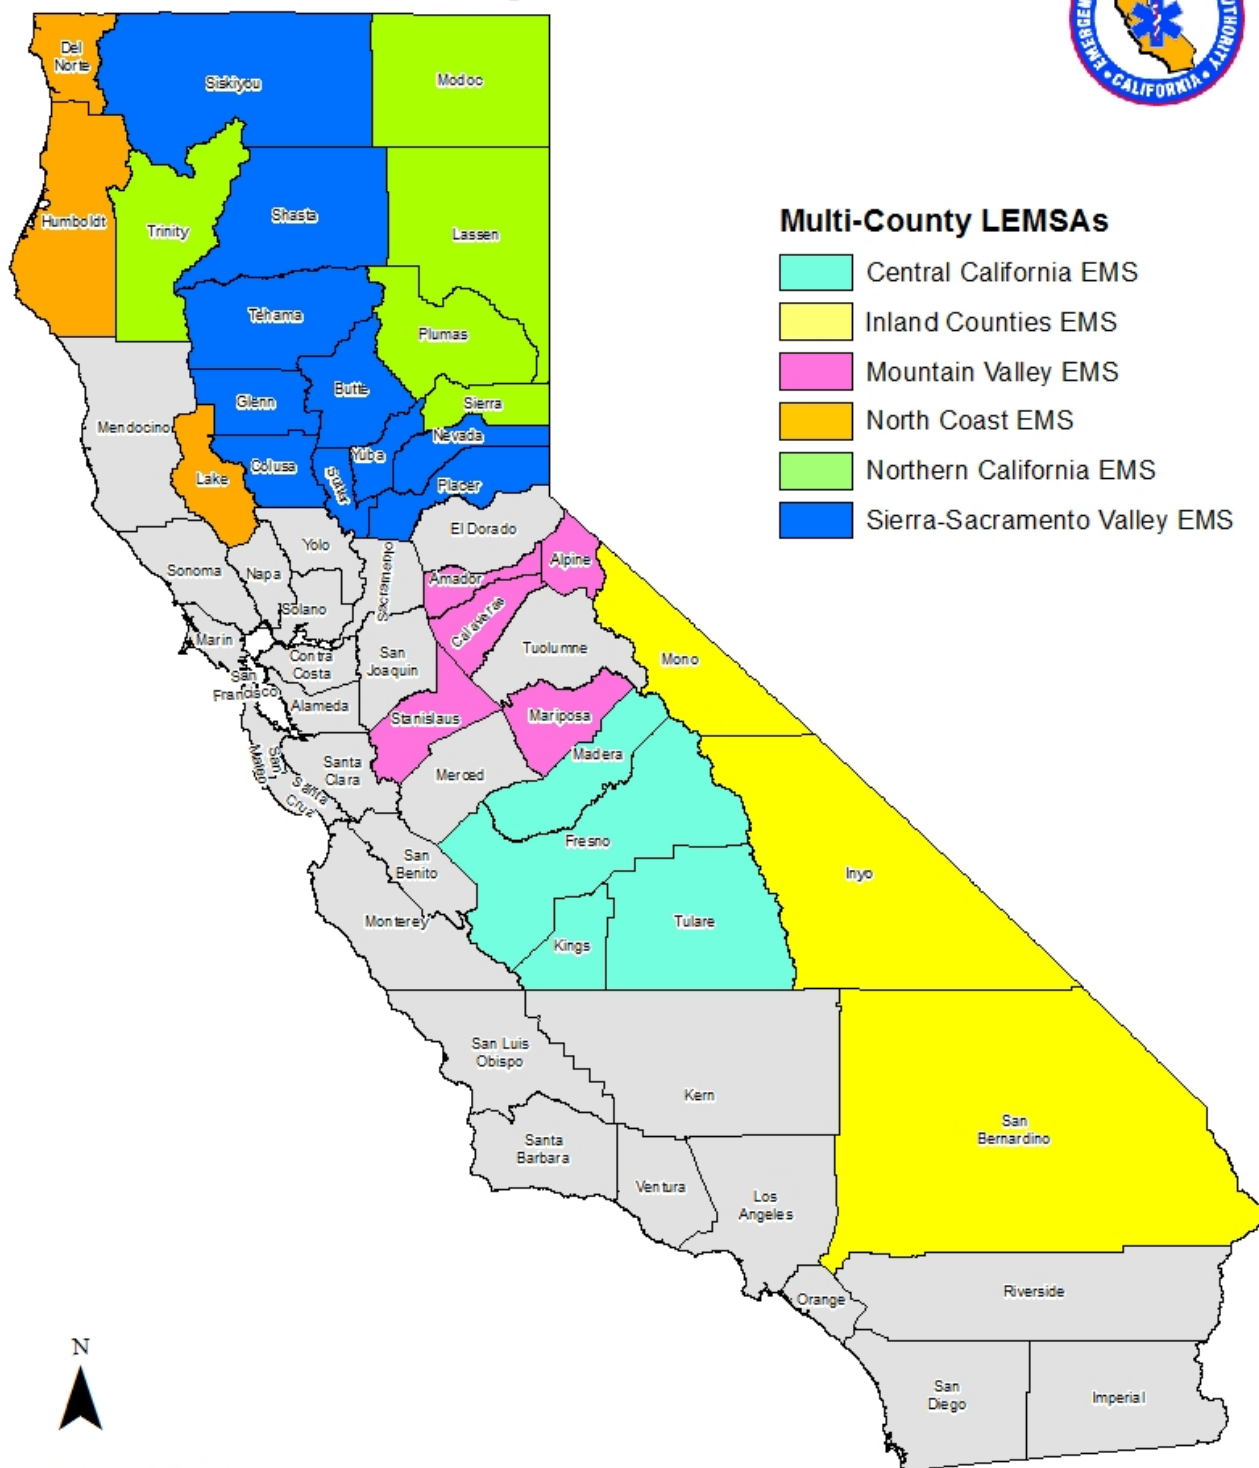 EMERGEN
UTHORITY
• CALIFORNIA •
Multi-County LEMSAs
Central California EMS
Inland Counties EMS
Mountain Valley EMS
North Coast EMS
Northern California EMS
Sierra-Sacramento Valley EMS
Del
Norte
Siskiyou
Modoc
Humboldt
Trinity
Shasta
Lassen
Tehama
Plumas
Butte
Glenn
Sierra
Mendocino
Nevada
Yuba
Colusa
Lake
Sutter
Placer
El Dorado
Yolo
Sonoma
Napa
Sacramento
Amador
Alpine
Solano
Calaveras
Marin
Contra
Costa
San
Joaquin
Tuolumne
Mono
San
Francisco
Alameda
Stanislaus
Mariposa
Madera
San
Mateo
Santa
Clara
Santa
Cruz
Merced
Fresno
San
Benito
Inyo
Monterey
Kings
Tulare
San Luis
Obispo
Kern
San
Bernardino
Santa
Barbara
Ventura
Los
Angeles
Orange
Riverside
San
Diego
Imperial
N